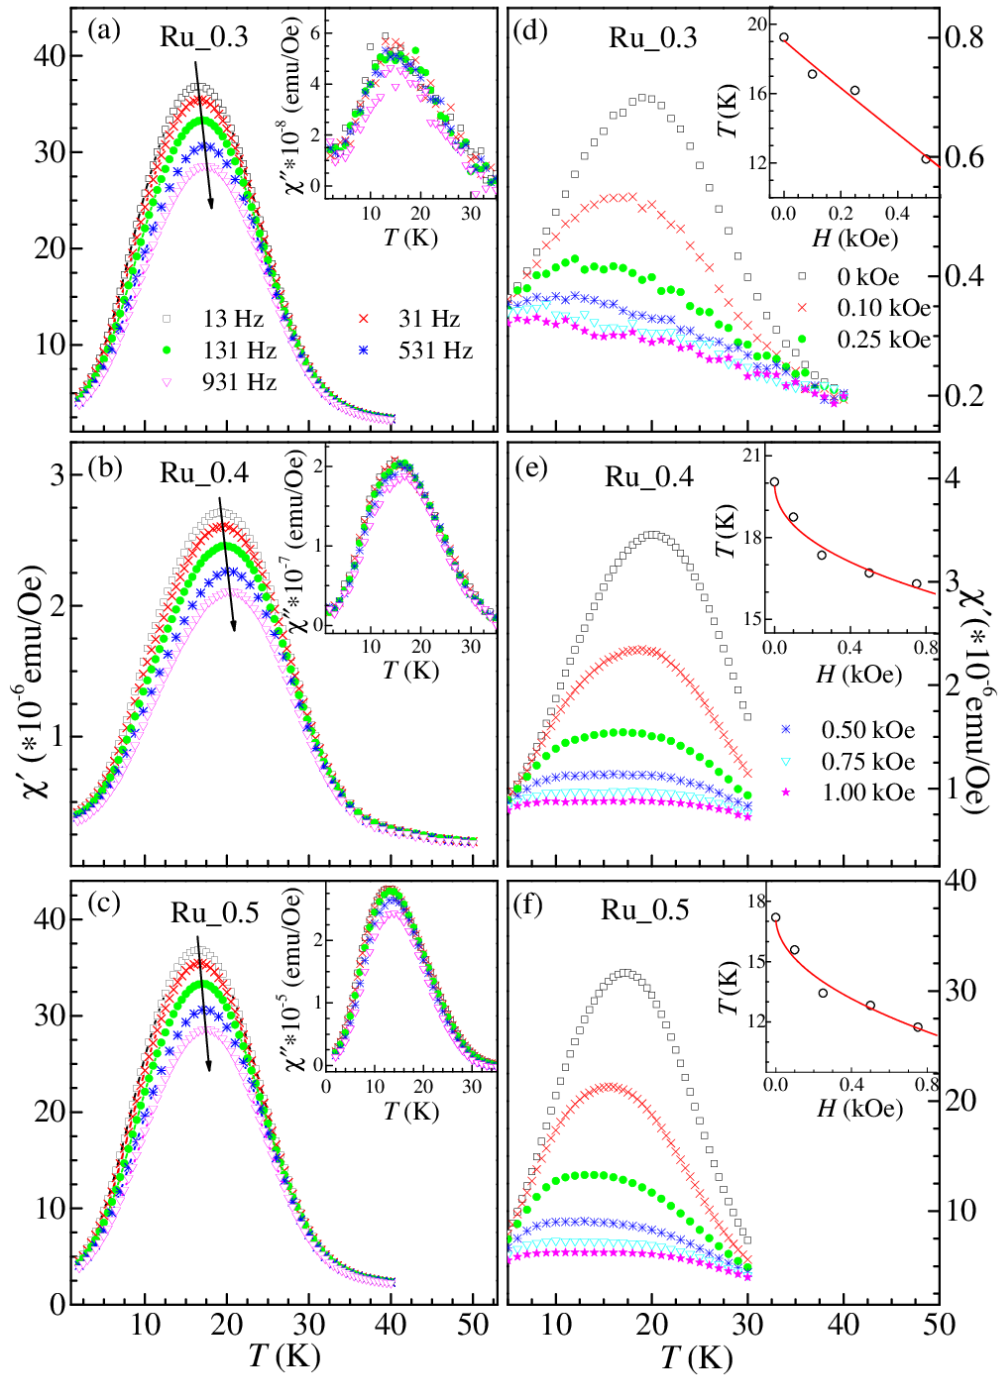 (a)
Ru_0.3
40
30
20
10
χ″*10⁻⁸ (emu/Oe)
6
4
2
0
10
20
30
T (K)
13 Hz
31 Hz
131 Hz
531 Hz
931 Hz
(d)
Ru_0.3
T(K)
20
16
12
0.0
0.2
0.4
H (kOe)
0 kOe
0.10 kOe
0.25 kOe
0.8
0.6
0.4
0.2
(b)
Ru_0.4
3
2
1
χ″*10⁻⁷ (emu/Oe)
2
1
0
10
20
30
T (K)
χ′ (*10⁻⁶emu/Oe)
(e)
Ru_0.4
T(K)
21
18
15
0.0
0.4
0.8
H (kOe)
0.50 kOe
0.75 kOe
1.00 kOe
4
3
2
1
χ′(*10⁻⁶emu/Oe)
(c)
Ru_0.5
40
30
20
10
0
χ″*10⁻⁵ (emu/Oe)
2
1
0
0
10
20
30
T (K)
10
20
30
40
50
T (K)
(f)
Ru_0.5
T(K)
18
15
12
0.0
0.4
0.8
H (kOe)
40
30
20
10
10
20
30
40
50
T (K)